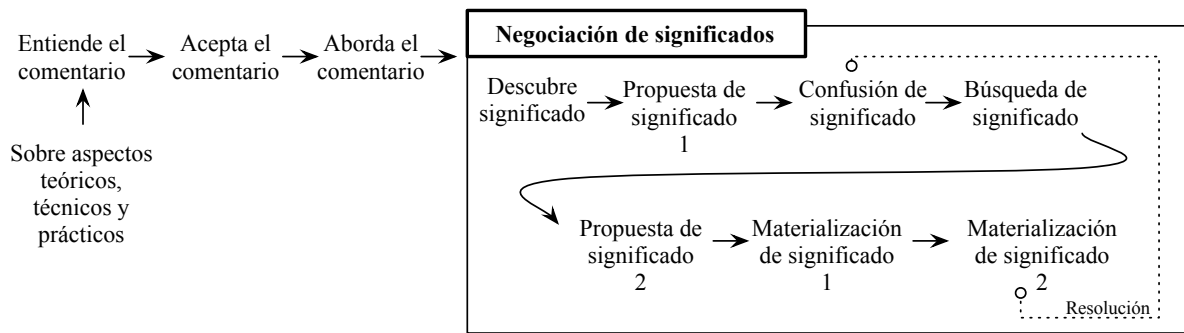 Negociación de significados
Entiende el
comentario
Acepta el
comentario
Aborda el
comentario
Sobre aspectos
teóricos,
técnicos y
prácticos
Descubre
significado
Propuesta de
significado
1
Confusión de
significado
Búsqueda de
significado
Propuesta de
significado
2
Materialización
de significado
1
Materialización
de significado
2
Resolución